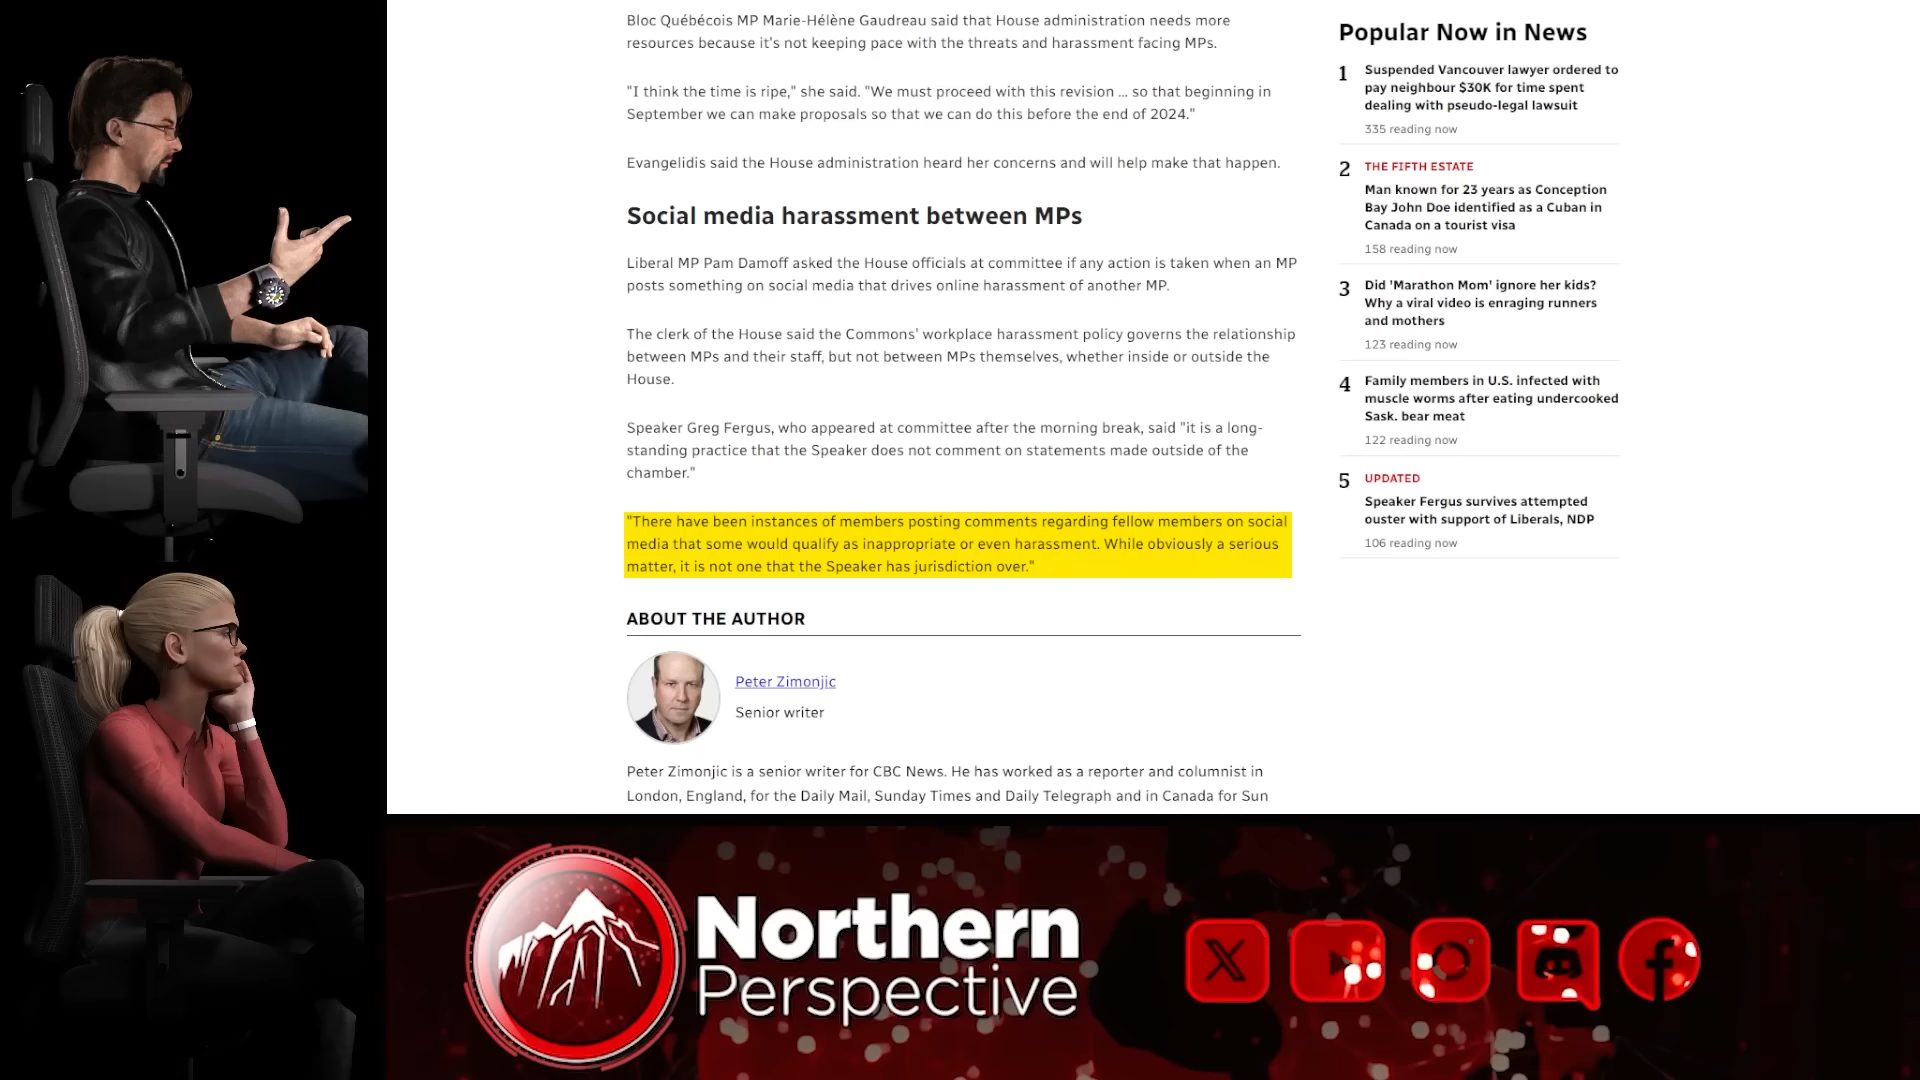 Bloc Québécois MP Marie-Hélène Gaudreau said that House administration needs more
resources because it's not keeping pace with the threats and harassment facing MPs.
"I think the time is ripe," she said. "We must proceed with this revision ... so that beginning in
September we can make proposals so that we can do this before the end of 2024."
Evangelidis said the House administration heard her concerns and will help make that happen.
Social media harassment between MPs
Liberal MP Pam Damoff asked the House officials at committee if any action is taken when an MP
posts something on social media that drives online harassment of another MP.
The clerk of the House said the Commons' workplace harassment policy governs the relationship
between MPs and their staff, but not between MPs themselves, whether inside or outside the
House.
Speaker Greg Fergus, who appeared at committee after the morning break, said "it is a long-
standing practice that the Speaker does not comment on statements made outside of the
chamber."
"There have been instances of members posting comments regarding fellow members on social
media that some would qualify as inappropriate or even harassment. While obviously a serious
matter, it is not one that the Speaker has jurisdiction over."
ABOUT THE AUTHOR
Peter Zimonjic
Senior writer
Peter Zimonjic is a senior writer for CBC News. He has worked as a reporter and columnist in
London, England, for the Daily Mail, Sunday Times and Daily Telegraph and in Canada for Sun
Popular Now in News
1 Suspended Vancouver lawyer ordered to
pay neighbour $30K for time spent
dealing with pseudo-legal lawsuit
335 reading now
2 THE FIFTH ESTATE
Man known for 23 years as Conception
Bay John Doe identified as a Cuban in
Canada on a tourist visa
158 reading now
3 Did 'Marathon Mom' ignore her kids?
Why a viral video is enraging runners
and mothers
123 reading now
4 Family members in U.S. infected with
muscle worms after eating undercooked
Sask. bear meat
122 reading now
5 UPDATED
Speaker Fergus survives attempted
ouster with support of Liberals, NDP
106 reading now
Northern
Perspective